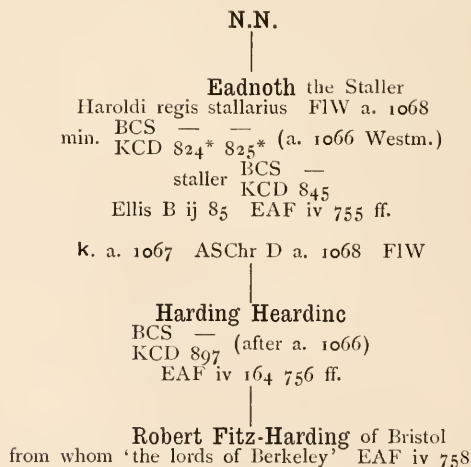 N.N.
Eadnoth the Staller
Haroldi regis stallarius FlW a. 1068
min. BCS — —
KCD 824* 825* (a. 1066 Westm.)
staller BCS —
KCD 845
Ellis B ij 85 EAF iv 755 ff.
k. a. 1067 ASChr D a. 1068 FlW
Harding Heardinc
BCS —
KCD 897 (after a. 1066)
EAF iv 164 756 ff.
Robert Fitz-Harding of Bristol
from whom 'the lords of Berkeley' EAF iv 758